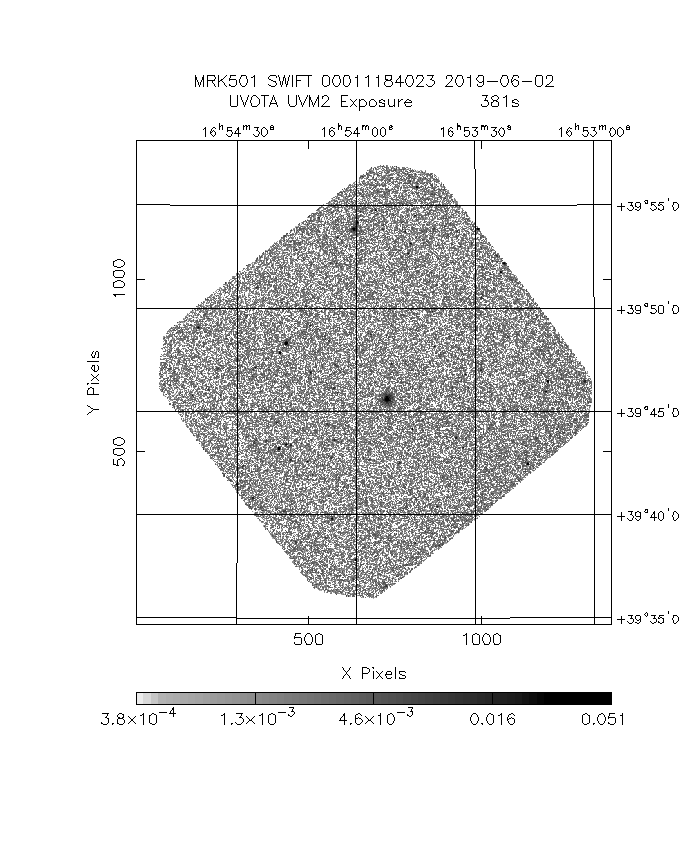 MRK501 SWIFT 00011184023 2019-06-02
UVOTA UVM2 Exposure 381s
16ʰ54ᵐ30ˢ 16ʰ54ᵐ00ˢ 16ʰ53ᵐ30ˢ 16ʰ53ᵐ00ˢ
+39°55'0
1000
+39°50'0
Y Pixels
+39°45'0
500
+39°40'0
+39°35'0
500 1000
X Pixels
3.8×10⁻⁴ 1.3×10⁻³ 4.6×10⁻³ 0.016 0.051